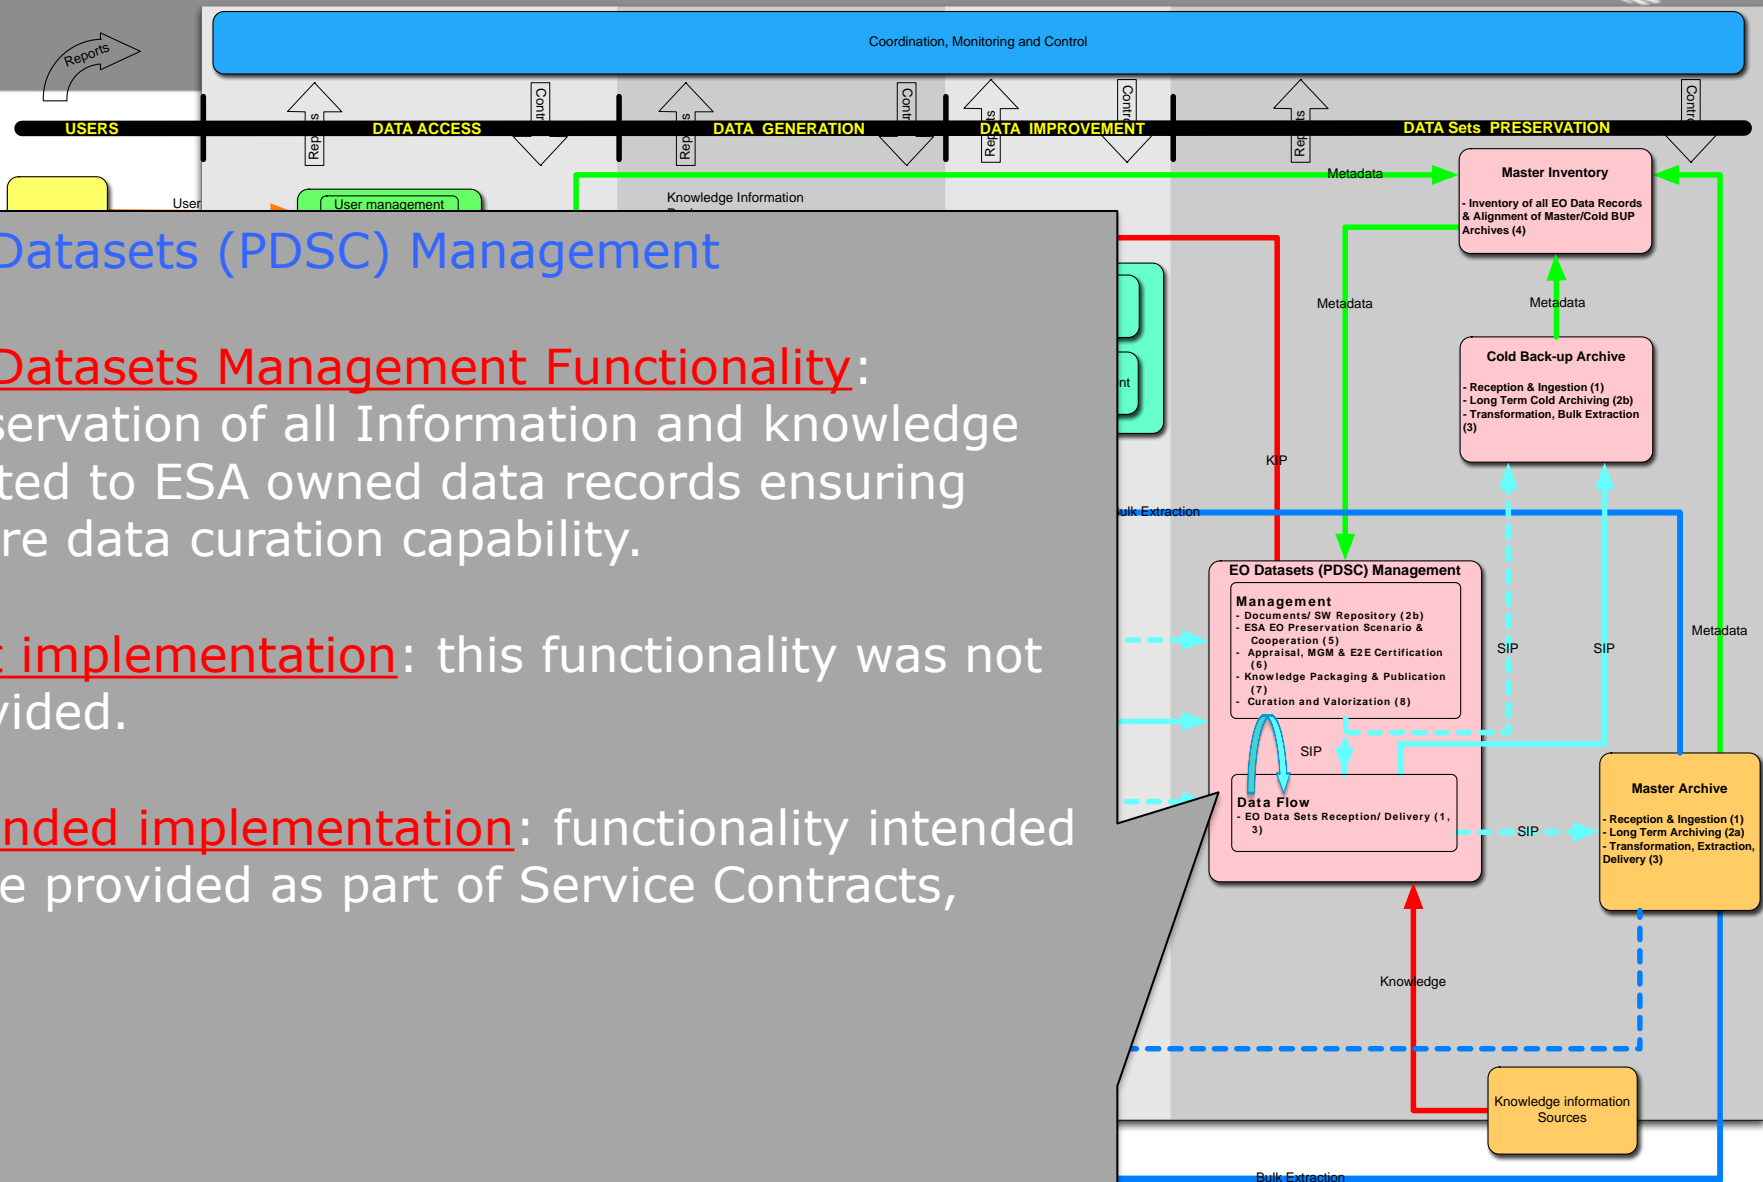 Coordination, Monitoring and Control
Reports
USERS
DATA ACCESS
DATA GENERATION
DATA IMPROVEMENT
DATA Sets PRESERVATION
User
User management
Knowledge Information
Metadata
Master Inventory
- Inventory of all EO Data Records
& Alignment of Master/Cold BUP
Archives (4)
Metadata
Metadata
Cold Back-up Archive
- Reception & Ingestion (1)
- Long Term Cold Archiving (2b)
- Transformation, Bulk Extraction
(3)
KIP
Extraction
Datasets (PDSC) Management
Datasets Management Functionality:
servation of all Information and knowledge
ted to ESA owned data records ensuring
re data curation capability.
implementation: this functionality was not
vided.
nded implementation: functionality intended
e provided as part of Service Contracts,
EO Datasets (PDSC) Management
Management
- Documents/ SW Repository (2b)
- ESA EO Preservation Scenario &
Cooperation (5)
- Appraisal, MGM & E2E Certification
(6)
- Knowledge Packaging & Publication
(7)
- Curation and Valorization (8)
SIP
SIP
SIP
Metadata
Data Flow
- EO Data Sets Reception/ Delivery (1,
3)
SIP
Master Archive
- Reception & Ingestion (1)
- Long Term Archiving (2a)
- Transformation, Extraction,
Delivery (3)
Knowledge
Knowledge information
Sources
Bulk Extraction